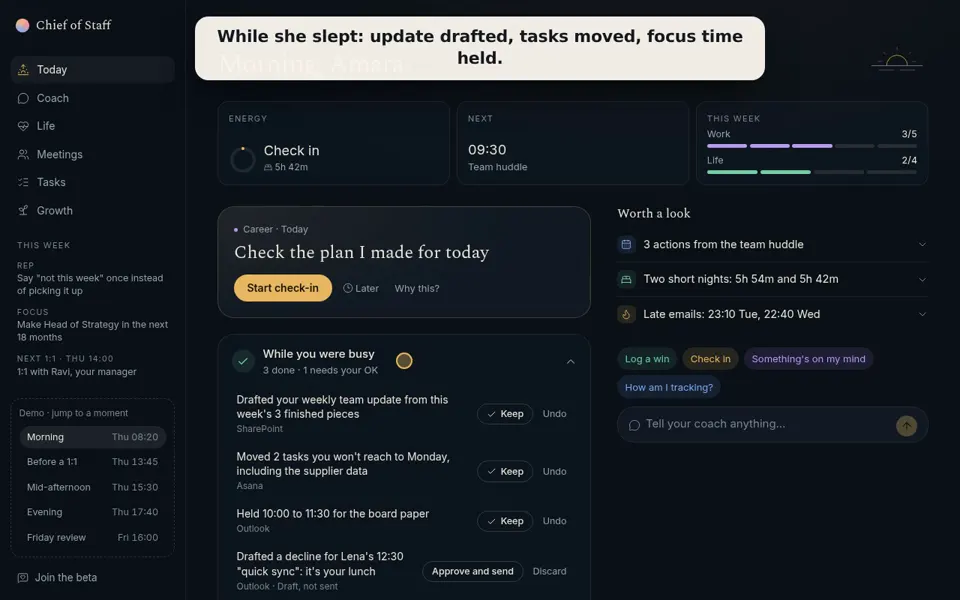 Chief of Staff
Today
Coach
Life
Meetings
Tasks
Growth
THIS WEEK
REP
Say "not this week" once instead
of picking it up
FOCUS
Make Head of Strategy in the next
18 months
NEXT 1:1 · THU 14:00
1:1 with Ravi, your manager
Demo · jump to a moment
Morning Thu 08:20
Before a 1:1 Thu 13:45
Mid-afternoon Thu 15:30
Evening Thu 17:40
Friday review Fri 16:00
Join the beta
While she slept: update drafted, tasks moved, focus time
held.
Morning, Amara
ENERGY
Check in
5h 42m
NEXT
09:30
Team huddle
THIS WEEK
Work 3/5
Life 2/4
Career · Today
Check the plan I made for today
Start check-in Later Why this?
While you were busy
3 done · 1 needs your OK
Drafted your weekly team update from this
week's 3 finished pieces
SharePoint
Keep Undo
Moved 2 tasks you won't reach to Monday,
including the supplier data
Asana
Keep Undo
Held 10:00 to 11:30 for the board paper
Outlook
Keep Undo
Drafted a decline for Lena's 12:30
"quick sync": it's your lunch
Outlook · Draft, not sent
Approve and send Discard
Worth a look
3 actions from the team huddle
Two short nights: 5h 54m and 5h 42m
Late emails: 23:10 Tue, 22:40 Wed
Log a win Check in Something's on my mind
How am I tracking?
Tell your coach anything...